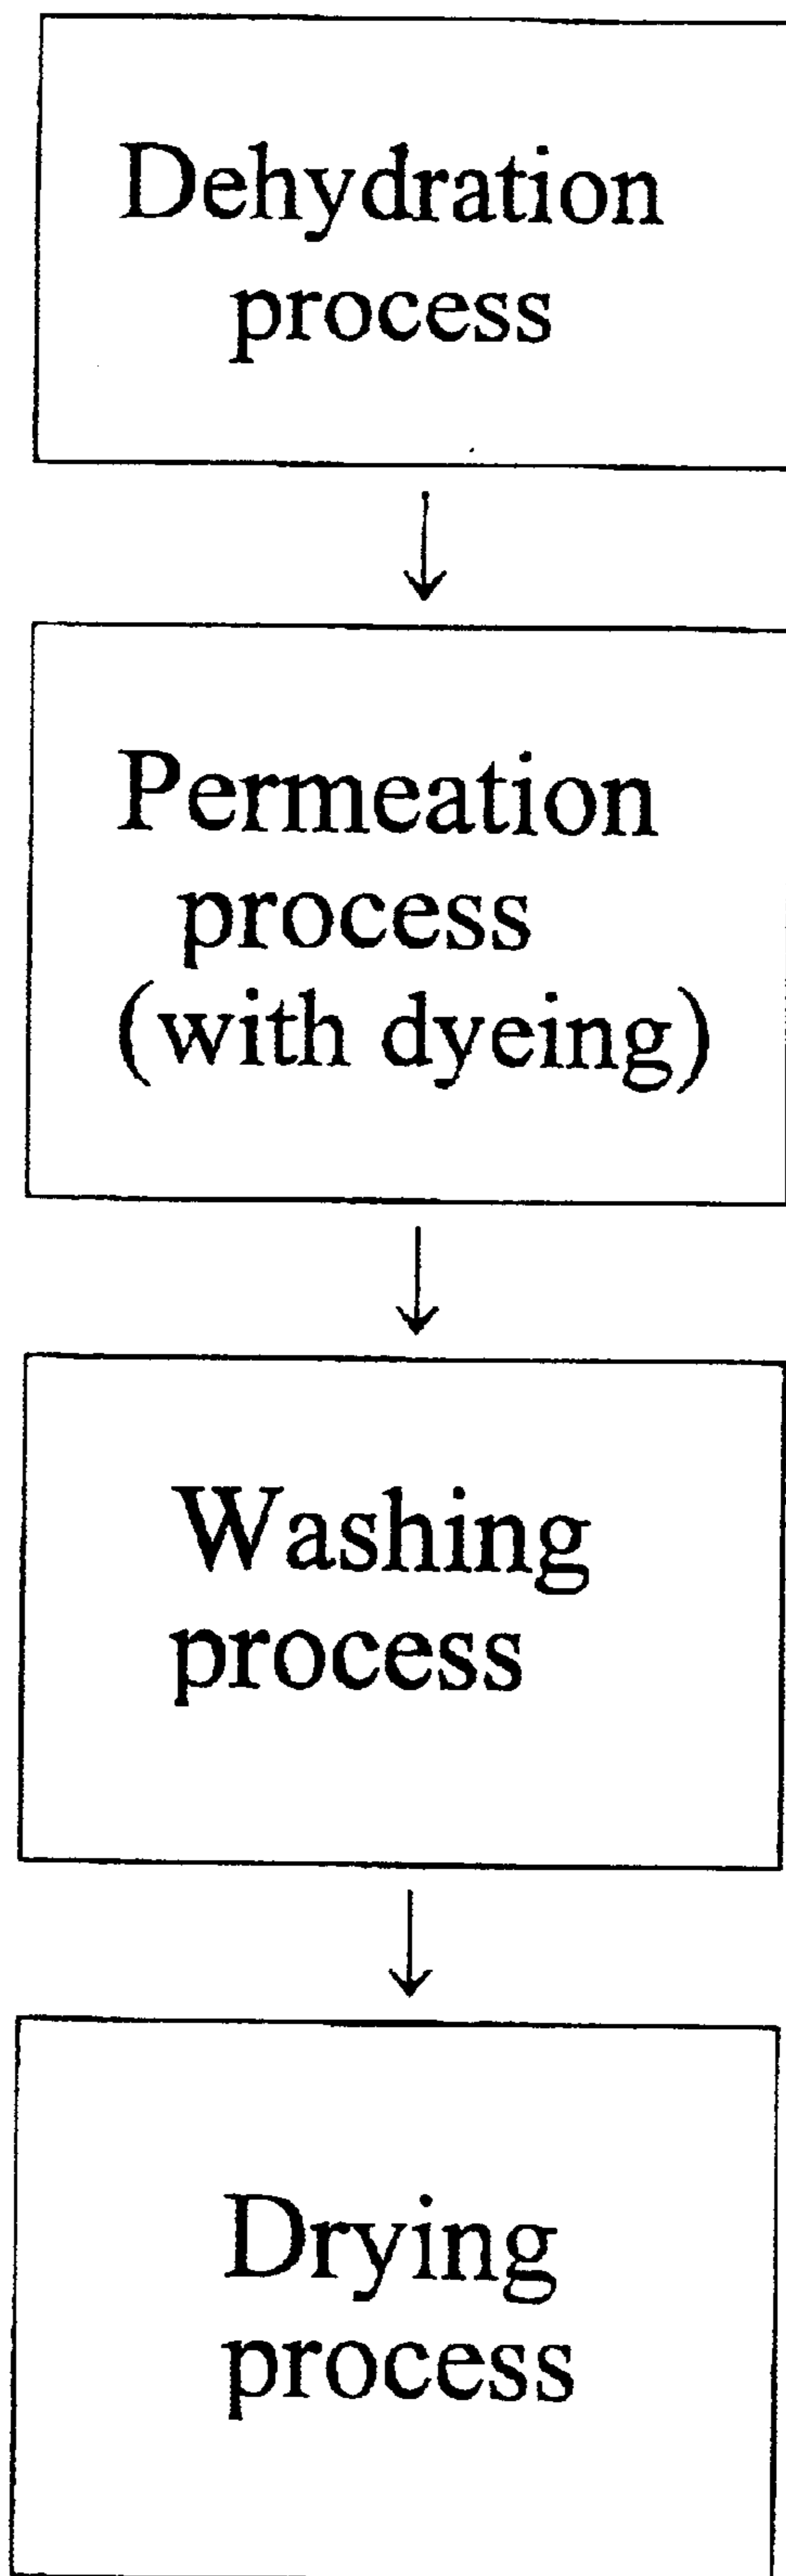 Dehydration
process
Permeation
process
(with dyeing)
Washing
process
Drying
process